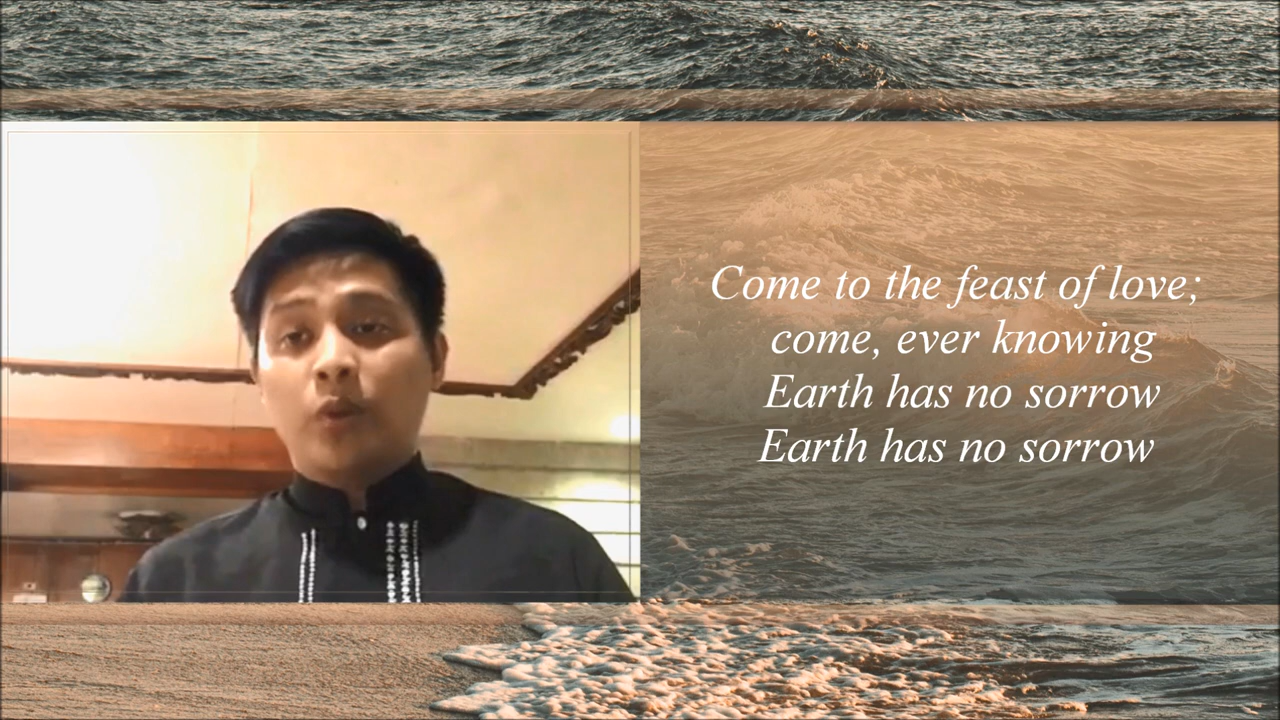 Come to the feast of love;
come, ever knowing
Earth has no sorrow
Earth has no sorrow